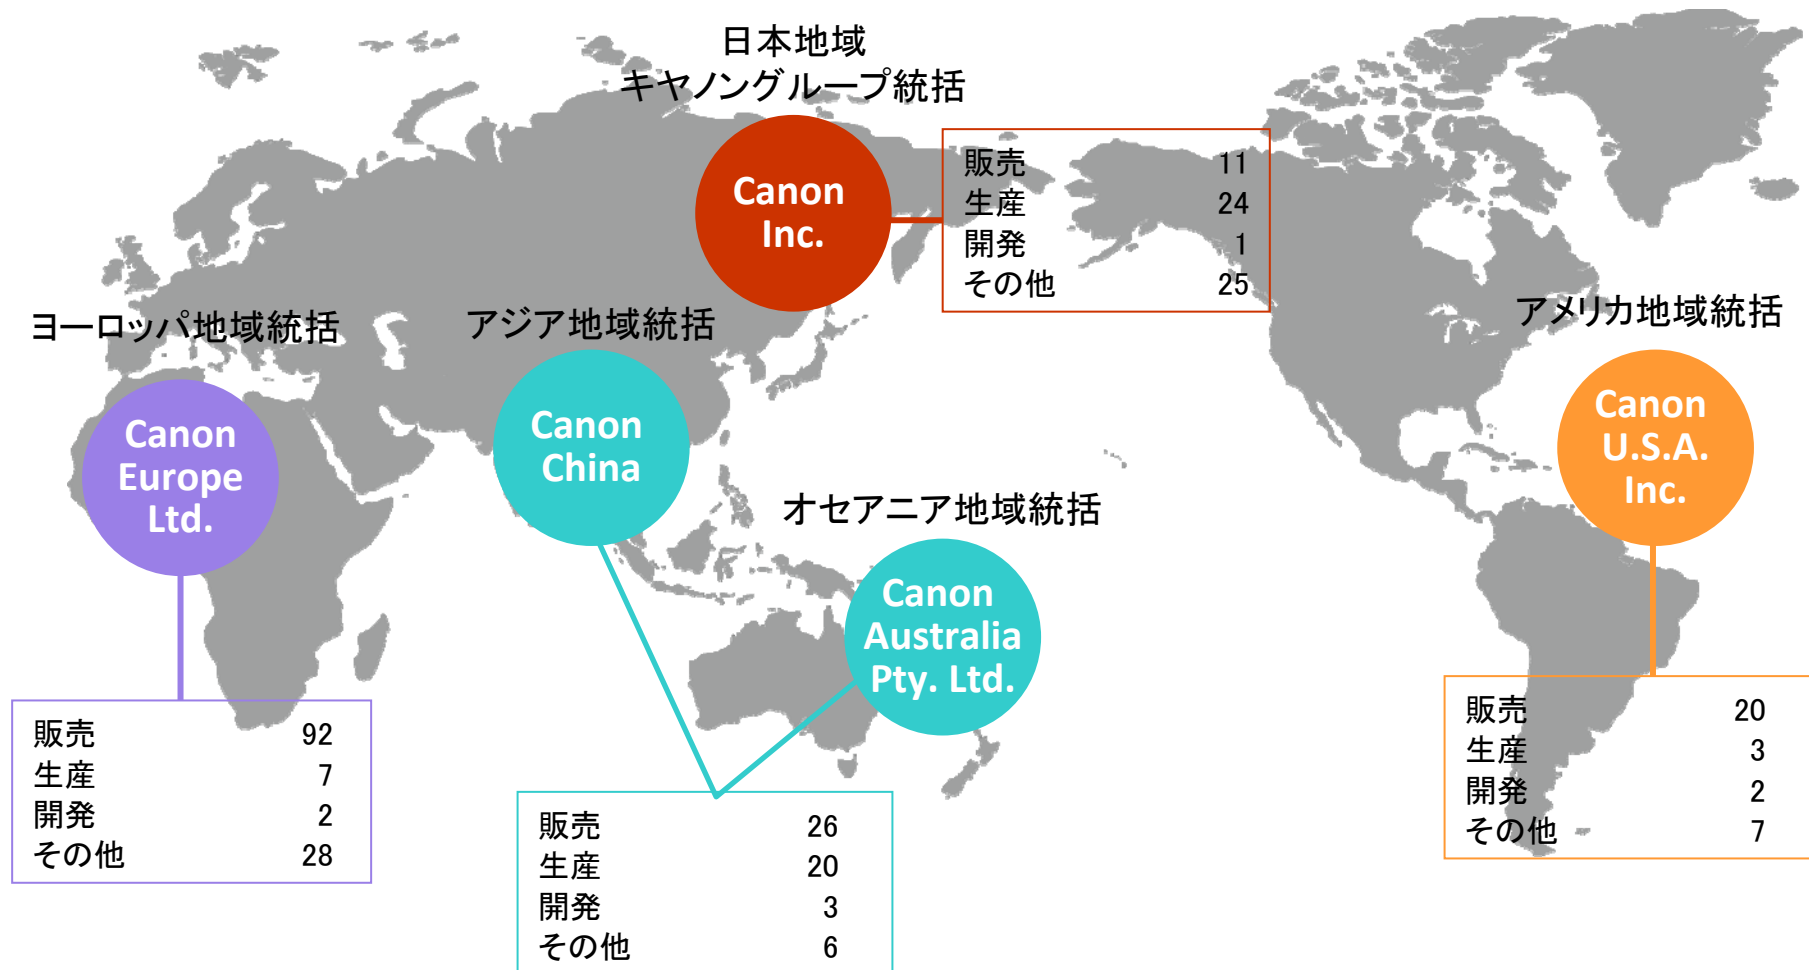 日本地域
キヤノングループ統括
Canon
Inc.
販売 11
生産 24
開発 1
その他 25
ヨーロッパ地域統括
Canon
Europe
Ltd.
販売 92
生産 7
開発 2
その他 28
アジア地域統括
Canon
China
オセアニア地域統括
Canon
Australia
Pty. Ltd.
販売 26
生産 20
開発 3
その他 6
アメリカ地域統括
Canon
U.S.A.
Inc.
販売 20
生産 3
開発 2
その他 7